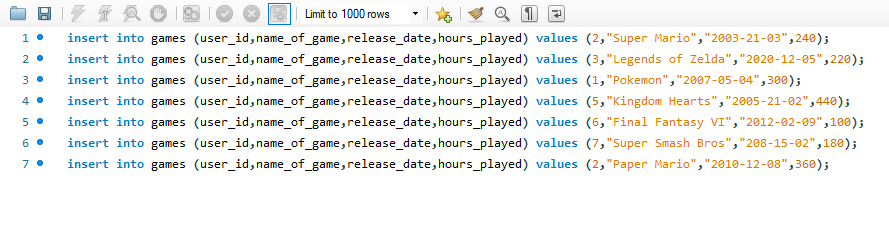 Limit to 1000 rows
1 insert into games (user_id,name_of_game,release_date,hours_played) values (2,"Super Mario","2003-21-03",240);
2 insert into games (user_id,name_of_game,release_date,hours_played) values (3,"Legends of Zelda","2020-12-05",220);
3 insert into games (user_id,name_of_game,release_date,hours_played) values (1,"Pokemon","2007-05-04",300);
4 insert into games (user_id,name_of_game,release_date,hours_played) values (5,"Kingdom Hearts","2005-21-02",440);
5 insert into games (user_id,name_of_game,release_date,hours_played) values (6,"Final Fantasy VI","2012-02-09",100);
6 insert into games (user_id,name_of_game,release_date,hours_played) values (7,"Super Smash Bros","208-15-02",180);
7 insert into games (user_id,name_of_game,release_date,hours_played) values (2,"Paper Mario","2010-12-08",360);